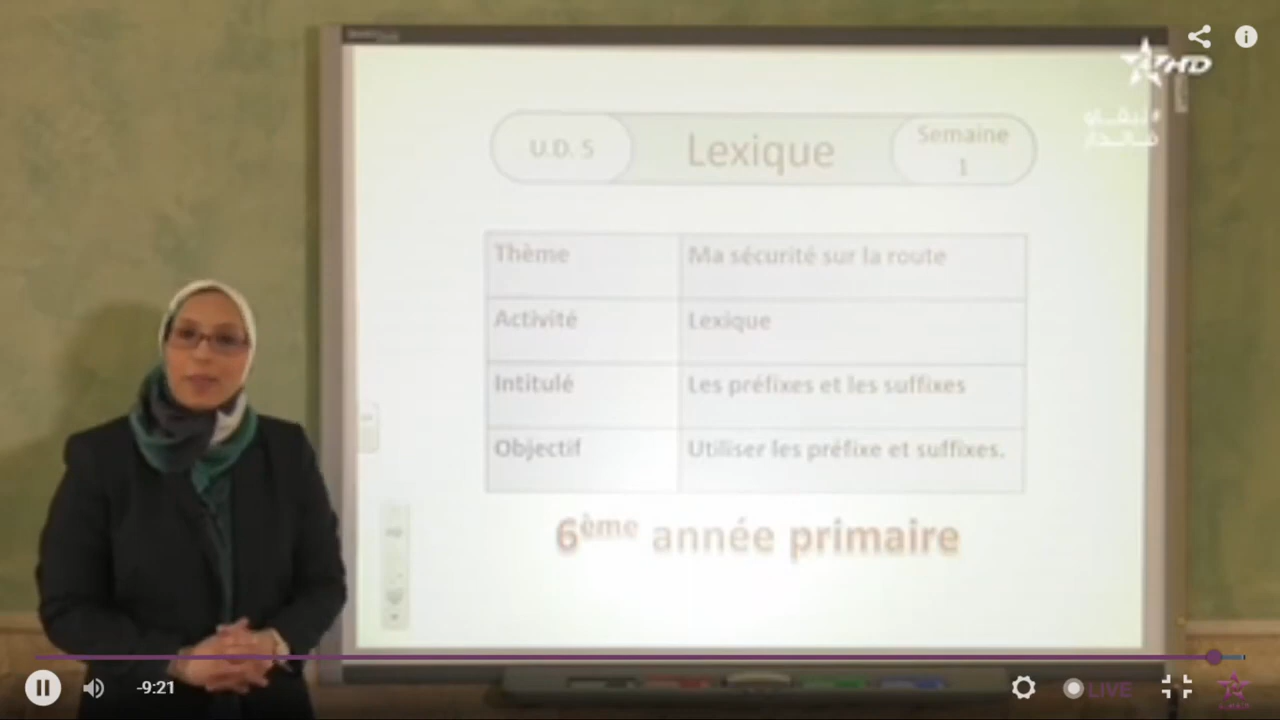 HD
U.D. 5
Lexique
Semaine
1
Thème
Ma sécurité sur la route
Activité
Lexique
Intitulé
Les préfixes et les suffixes
Objectif
Utiliser les préfixe et suffixes.
6ème année primaire
-9:21
LIVE